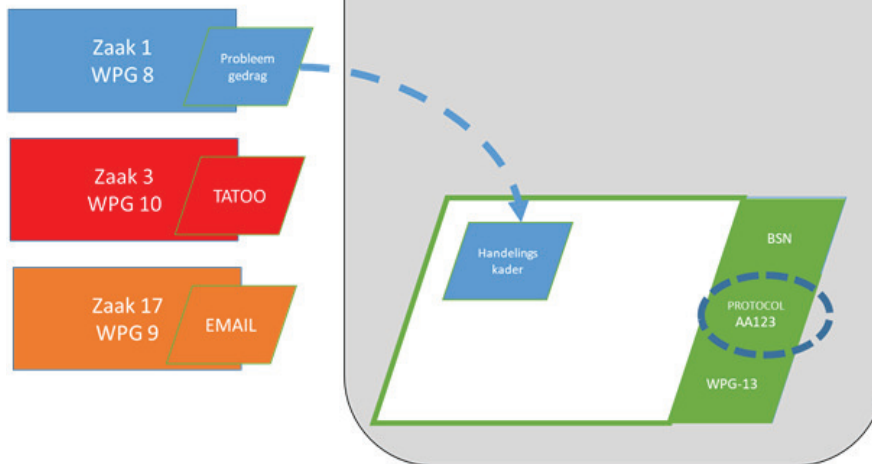 Zaak 1
WPG 8
Probleem
gedrag
Zaak 3
WPG 10
TATOO
Zaak 17
WPG 9
EMAIL
Handelings
kader
BSN
PROTOCOL
AA123
WPG-13